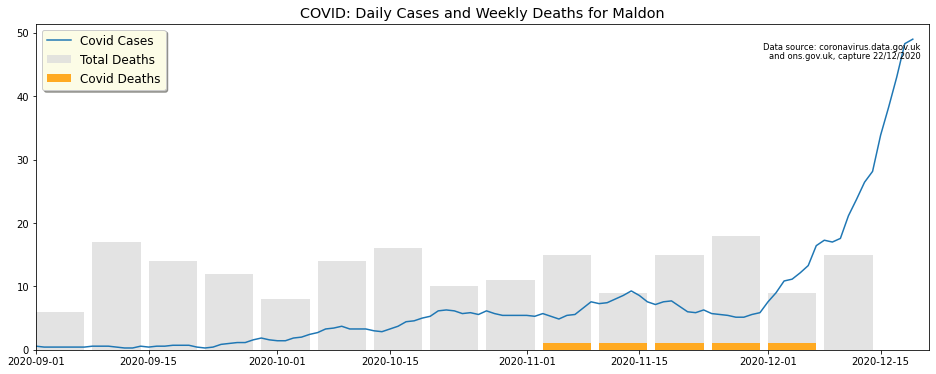 COVID: Daily Cases and Weekly Deaths for Maldon
50
40
30
20
10
0
Covid Cases
Total Deaths
Covid Deaths
Data source: coronavirus.data.gov.uk
and ons.gov.uk, capture 22/12/2020
2020-09-01
2020-09-15
2020-10-01
2020-10-15
2020-11-01
2020-11-15
2020-12-01
2020-12-15